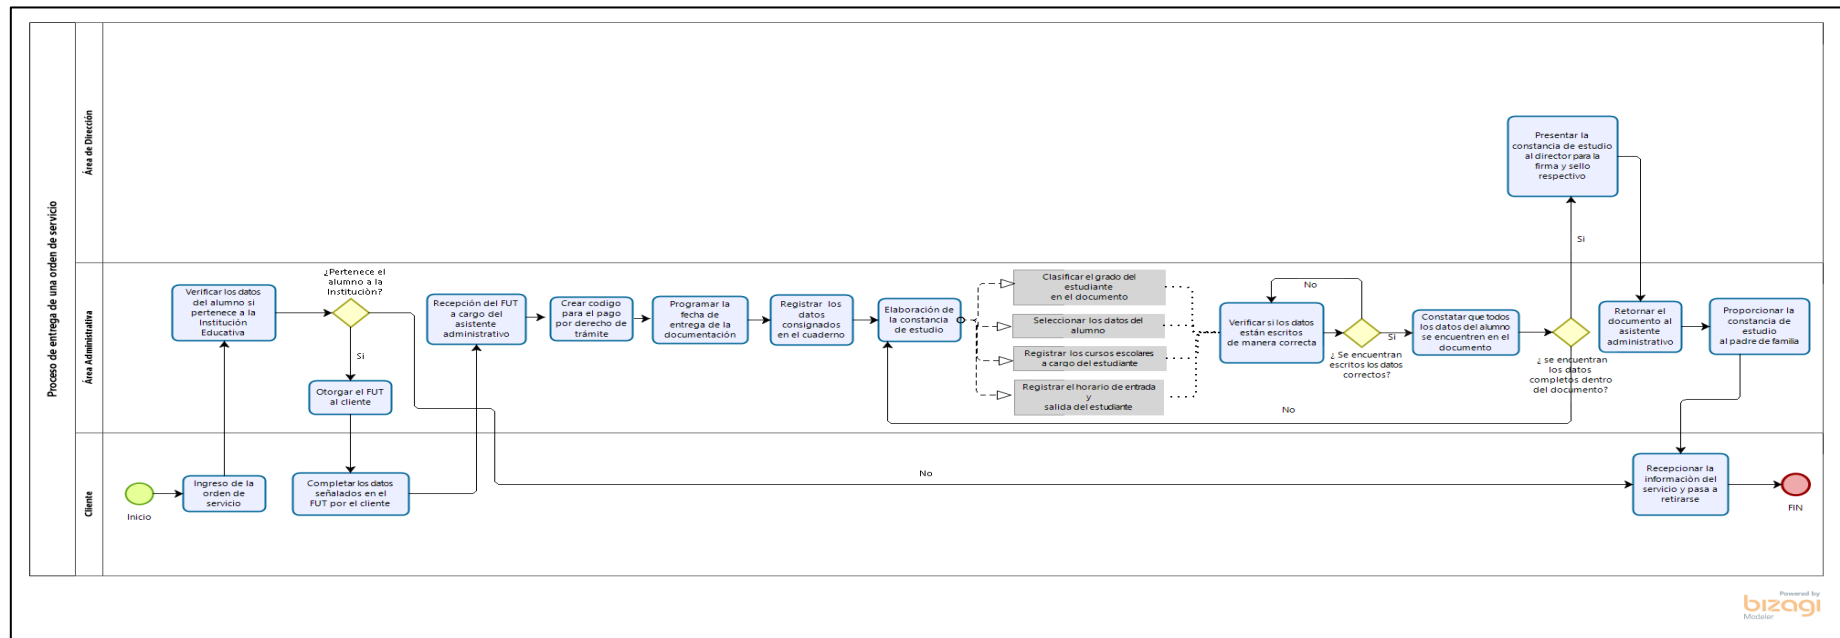 Proceso de entrega de una orden de servicio
Área de Dirección
Presentar la
constancia de estudio
al director para la
firma y sello
respectivo
Si
Área Administrativa
Verificar los datos
del alumno si
pertenece a la
Institución
Educativa
¿Pertenece el
alumno a la
Institución?
Si
Otorgar el FUT
al cliente
Recepción del FUT
a cargo del
asistente
administrativo
Crear codigo
para el pago
por derecho de
trámite
Programar la
fecha de
entrega de la
documentación
Registrar los
datos
consignados
en el cuaderno
Elaboración de
la constancia
de estudio
Clasificar el grado del
estudiante
en el documento
Seleccionar los datos del
alumno
Registrar los cursos escolares
a cargo del estudiante
Registrar el horario de entrada
y
salida del estudiante
No
Verificar si los datos
están escritos
de manera correcta
Si
¿ Se encuentran
escritos los datos
correctos?
Constatar que todos
los datos del alumno
se encuentren en el
documento
¿ se encuentran
los datos
completos dentro
del documento?
No
Retornar el
documento al
asistente
administrativo
Proporcionar la
constancia de
estudio
al padre de familia
Cliente
Inicio
Ingreso de la
orden de
servicio
Completar los datos
señalados en el
FUT por el cliente
No
Recepcionar la
información del
servicio y pasa a
retirarse
FIN
Powered by
bizagi
Modeler